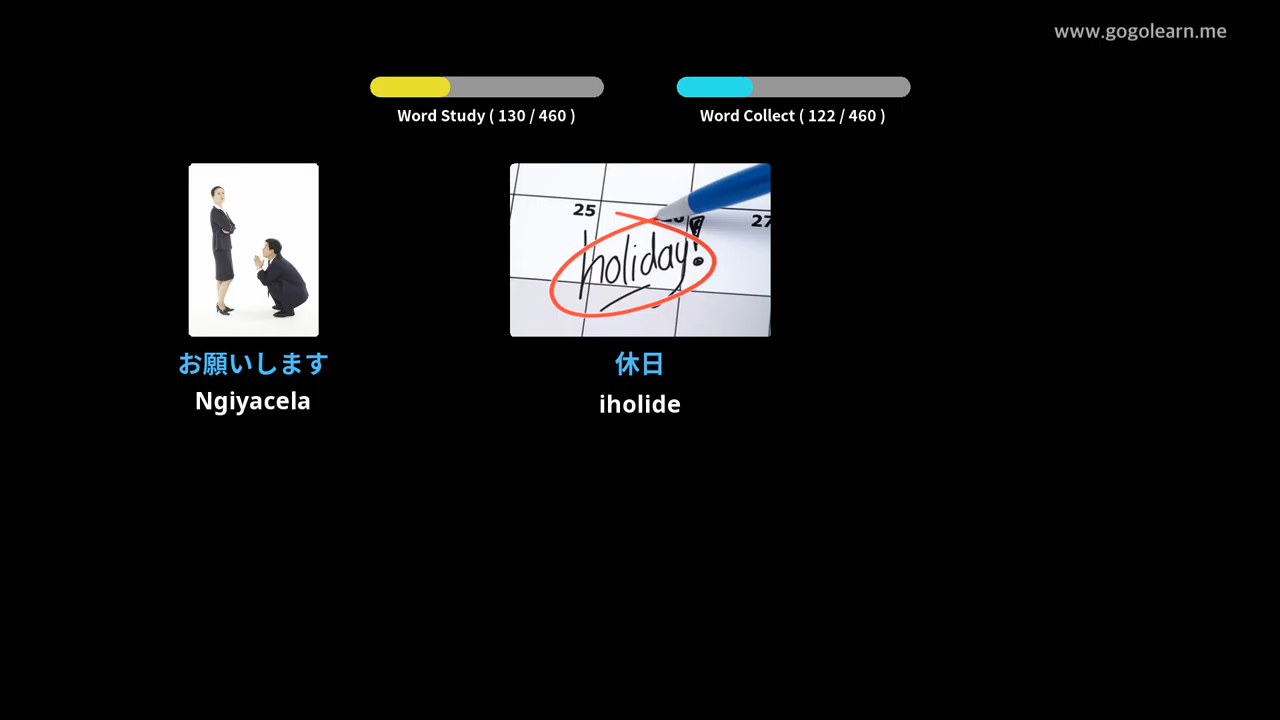 www.gogolearn.me
Word Study ( 130 / 460 )
Word Collect ( 122 / 460 )
25
27
holiday!
お願いします
休日
Ngiyacela
iholide